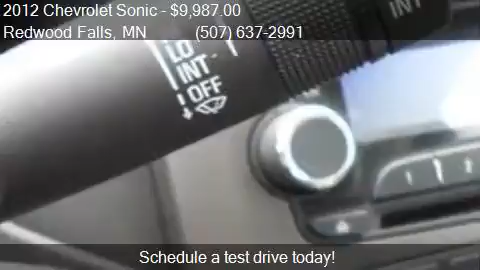 2012 Chevrolet Sonic - $9,987.00
Redwood Falls, MN (507) 637-2991
INT
LO
INT-
OFF
Schedule a test drive today!